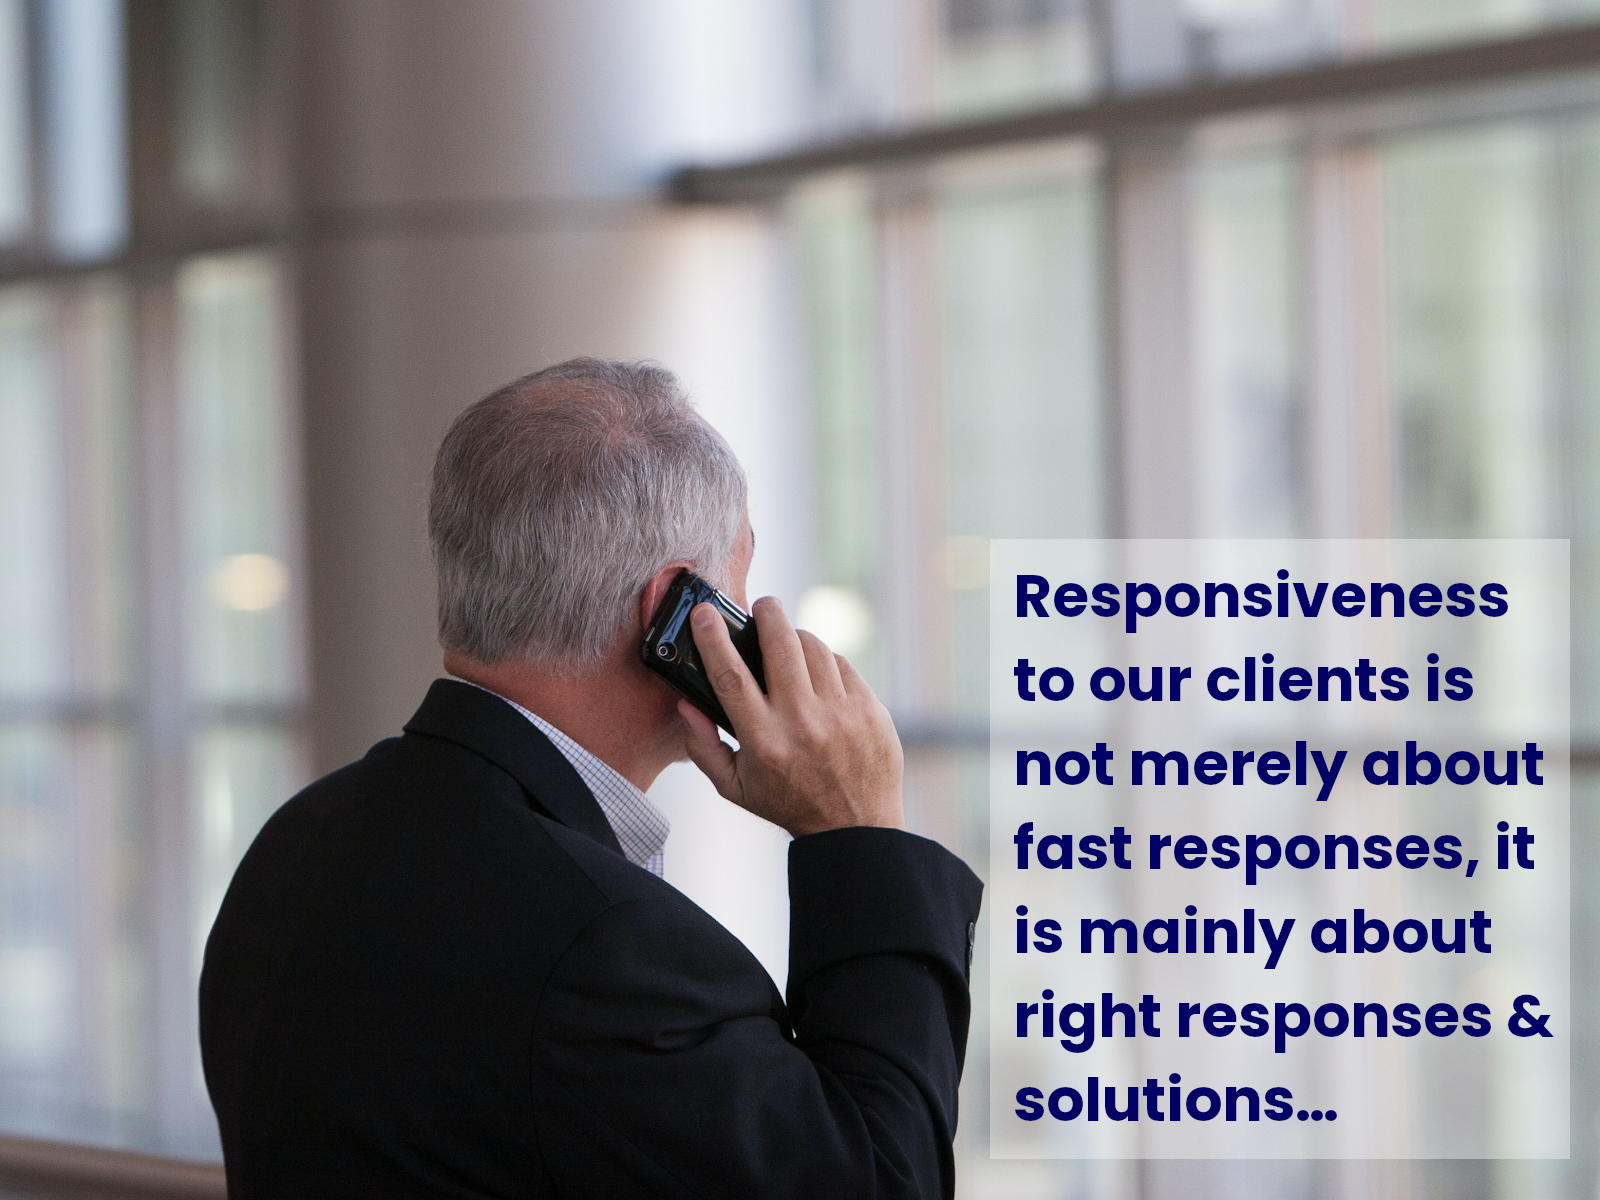 Responsiveness
to our clients is
not merely about
fast responses, it
is mainly about
right responses &
solutions...